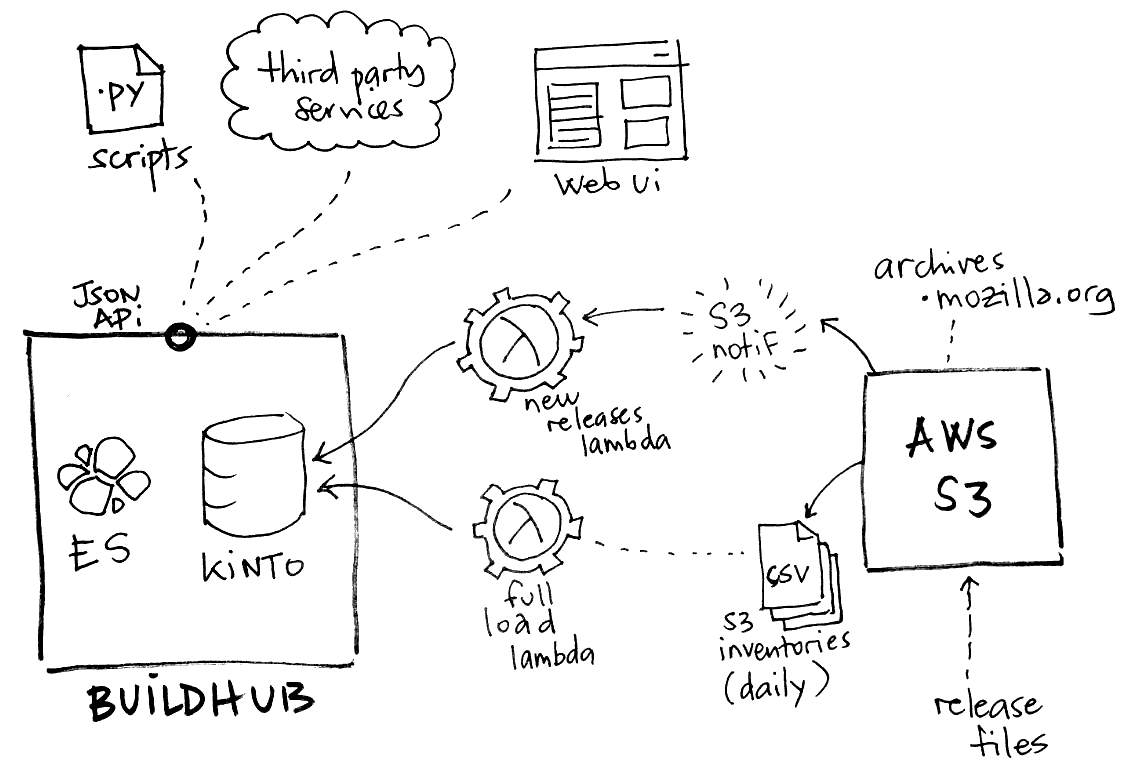 .PY
scripts
third party
services
Web Ui
JSON
APi
archives
.mozilla.org
S3
notif
new
releases
lambda
AWS
S3
ES
KiNTO
full
load
lambda
CSV
S3
inventories
(daily)
BUiLDHUB
release
files